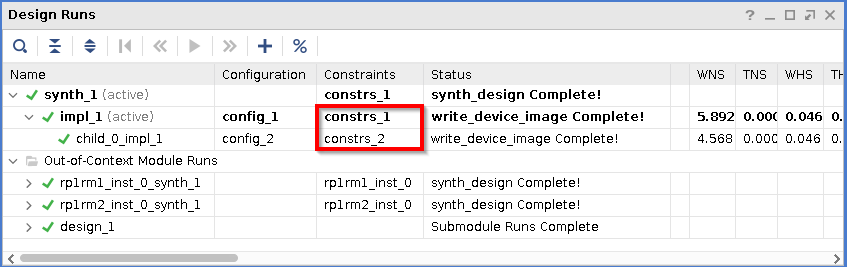 Design Runs
Name Configuration Constraints Status WNS TNS WHS TH
synth_1 (active) constrs_1 synth_design Complete!
impl_1 (active) config_1 constrs_1 write_device_image Complete! 5.892 0.000 0.046 0.
child_0_impl_1 config_2 constrs_2 write_device_image Complete! 4.568 0.000 0.046 0.
Out-of-Context Module Runs
rp1rm1_inst_0_synth_1 rp1rm1_inst_0 synth_design Complete!
rp1rm2_inst_0_synth_1 rp1rm2_inst_0 synth_design Complete!
design_1 Submodule Runs Complete